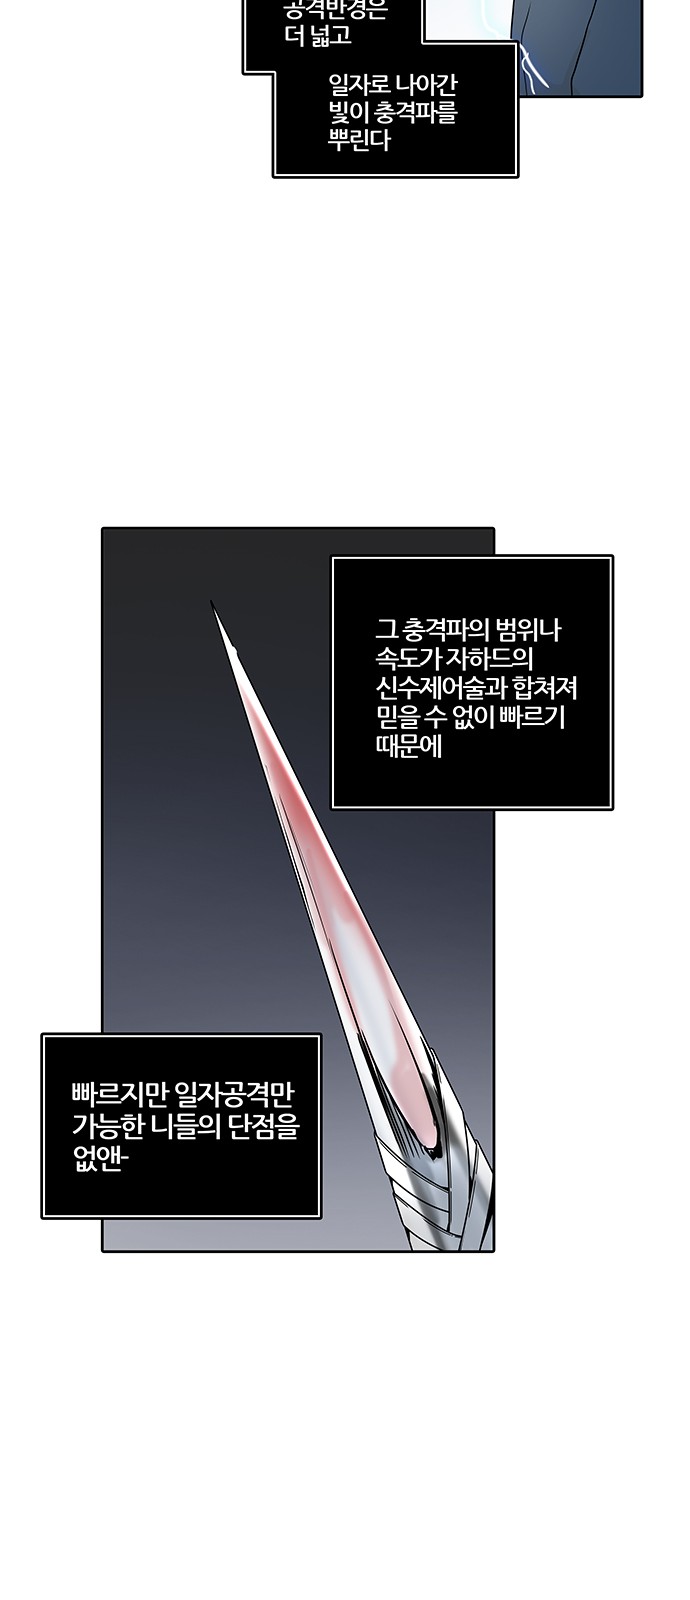 공격반경은
더 넓고
일자로 나아간
빛이 충격파를
뿌린다
그 충격파의 범위나
속도가 자하드의
신수제어술과 합쳐져
믿을 수 없이 빠르기
때문에
빠르지만 일자공격만
가능한 니들의 단점을
없앤-